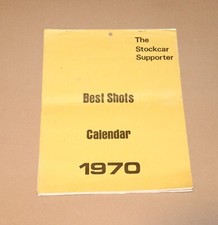 The
Stockcar
Supporter
Best Shots
Calendar
1970